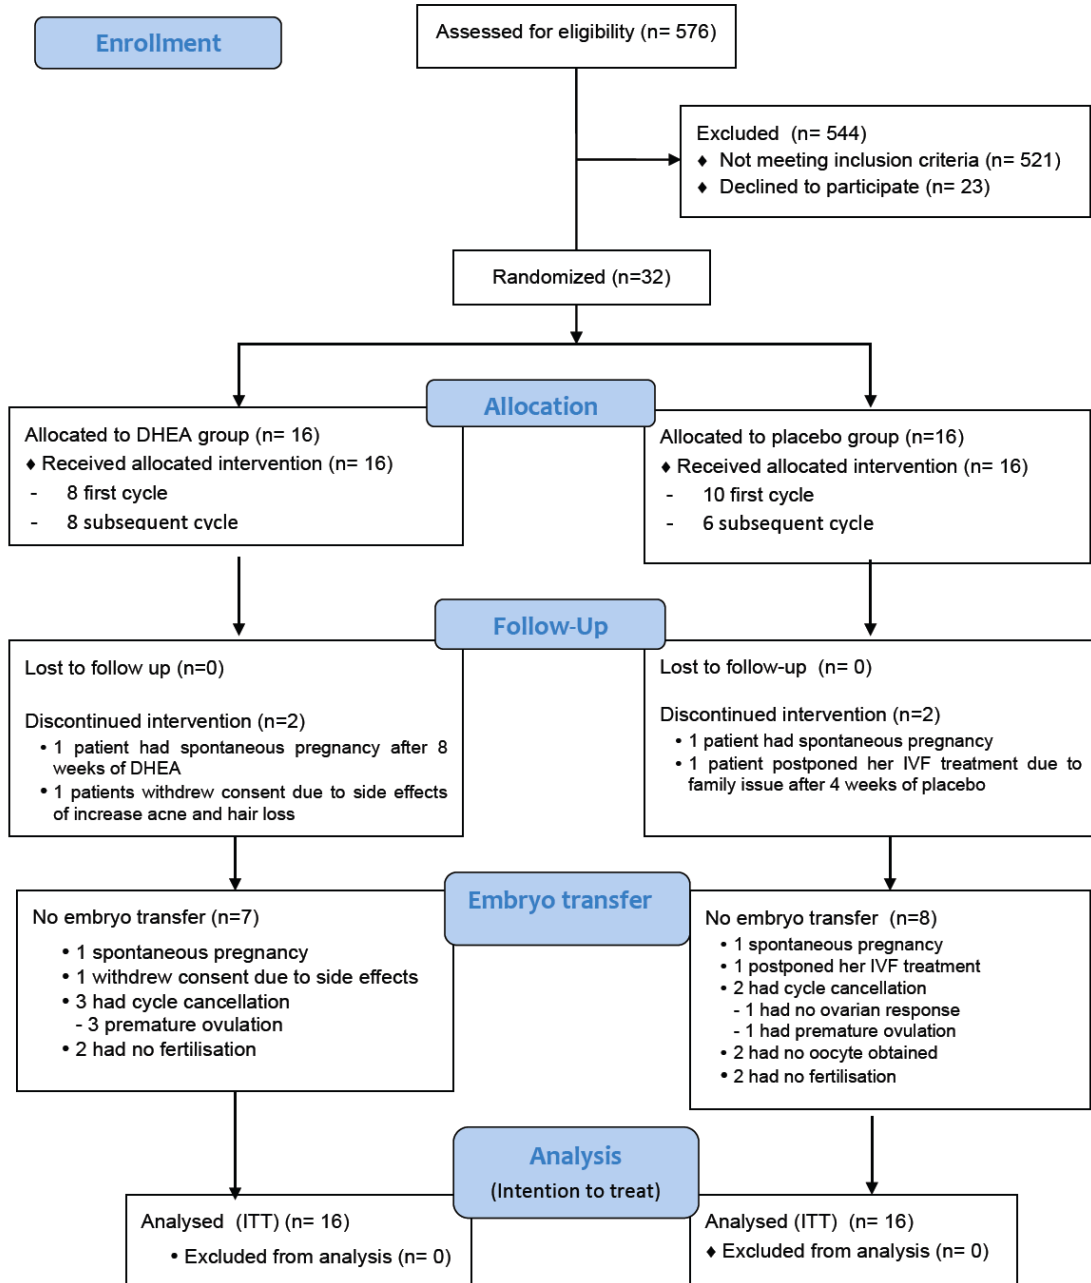 Enrollment
Assessed for eligibility (n= 576)
Excluded (n= 544)
♦ Not meeting inclusion criteria (n= 521)
♦ Declined to participate (n= 23)
Randomized (n=32)
Allocation
Allocated to DHEA group (n= 16)
♦ Received allocated intervention (n= 16)
- 8 first cycle
- 8 subsequent cycle
Allocated to placebo group (n=16)
♦ Received allocated intervention (n= 16)
- 10 first cycle
- 6 subsequent cycle
Follow-Up
Lost to follow up (n=0)
Discontinued intervention (n=2)
• 1 patient had spontaneous pregnancy after 8
weeks of DHEA
• 1 patients withdrew consent due to side effects
of increase acne and hair loss
Lost to follow-up (n= 0)
Discontinued intervention (n=2)
• 1 patient had spontaneous pregnancy
• 1 patient postponed her IVF treatment due to
family issue after 4 weeks of placebo
Embryo transfer
No embryo transfer (n=7)
• 1 spontaneous pregnancy
• 1 withdrew consent due to side effects
• 3 had cycle cancellation
- 3 premature ovulation
• 2 had no fertilisation
No embryo transfer (n=8)
• 1 spontaneous pregnancy
• 1 postponed her IVF treatment
• 2 had cycle cancellation
- 1 had no ovarian response
- 1 had premature ovulation
• 2 had no oocyte obtained
• 2 had no fertilisation
Analysis
(Intention to treat)
Analysed (ITT) (n= 16)
• Excluded from analysis (n= 0)
Analysed (ITT) (n= 16)
♦ Excluded from analysis (n= 0)